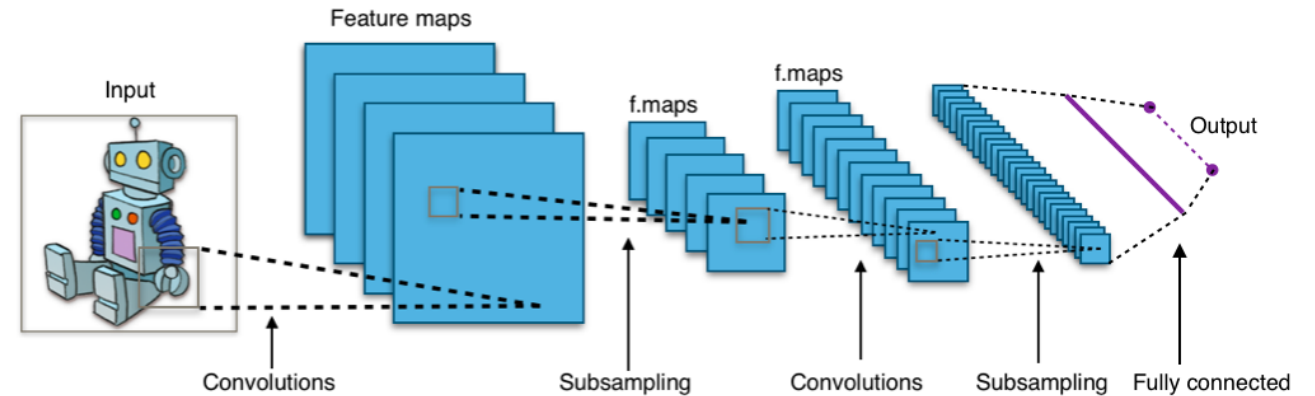 Feature maps
f.maps
f.maps
Input
Output
Convolutions
Subsampling
Convolutions
Subsampling
Fully connected